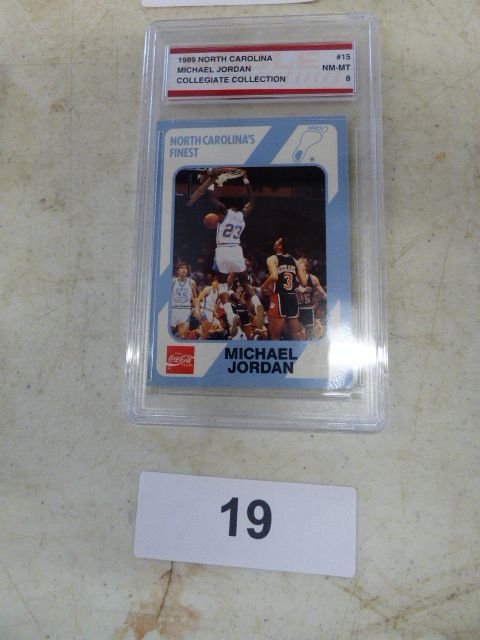 1989 NORTH CAROLINA #15
MICHAEL JORDAN NM-MT
COLLEGIATE COLLECTION 8
NORTH CAROLINA'S
FINEST
23
3
35
Coca-Cola
MICHAEL
JORDAN
19